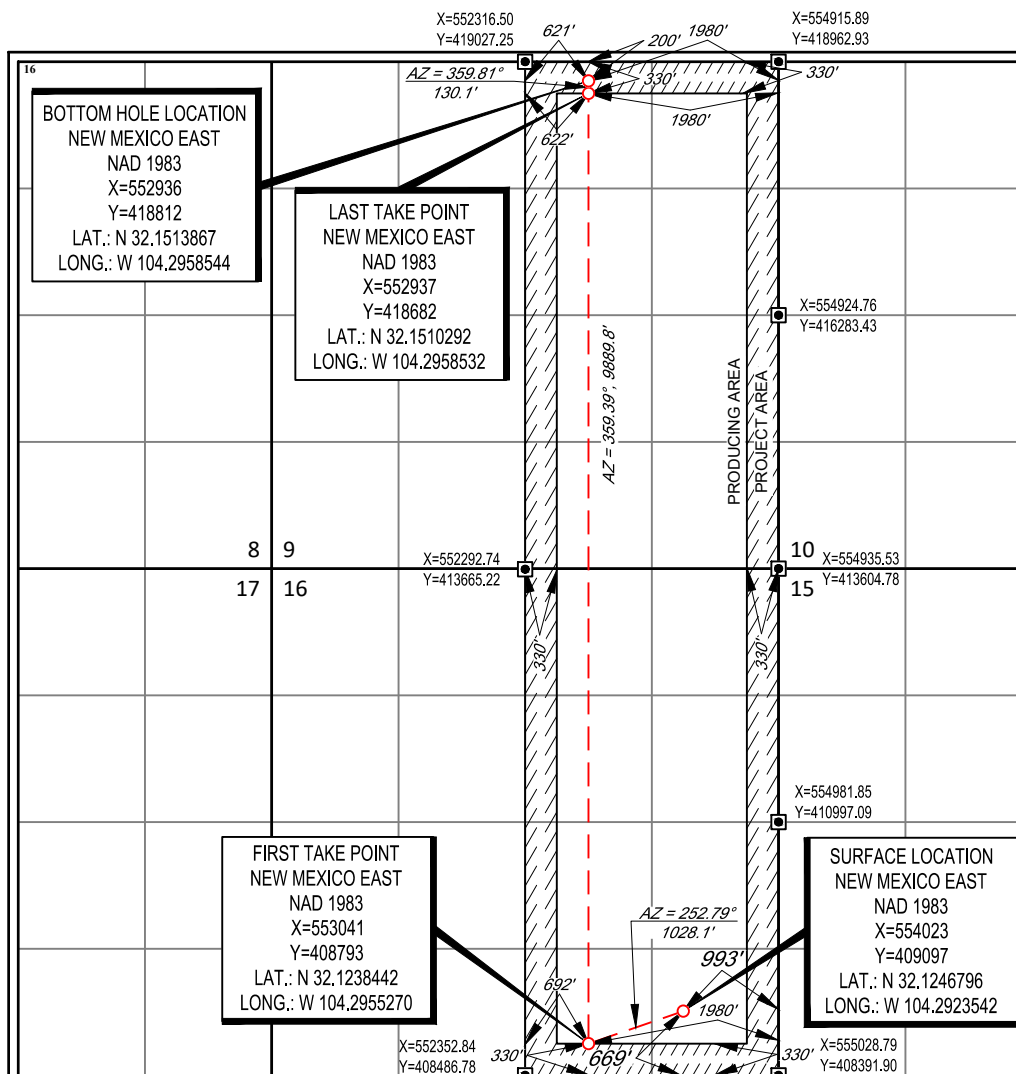 X=552316.50
Y=419027.25
621'
200'
1980'
X=554915.89
Y=418962.93
16
AZ = 359.81°
130.1'
330'
330'
622'
1980'
BOTTOM HOLE LOCATION
NEW MEXICO EAST
NAD 1983
X=552936
Y=418812
LAT.: N 32.1513867
LONG.: W 104.2958544
LAST TAKE POINT
NEW MEXICO EAST
NAD 1983
X=552937
Y=418682
LAT.: N 32.1510292
LONG.: W 104.2958532
X=554924.76
Y=416283.43
AZ = 359.39°, 9889.8'
PRODUCING AREA
PROJECT AREA
8 9
17 16
X=552292.74
Y=413665.22
10
15
X=554935.53
Y=413604.78
330'
330'
X=554981.85
Y=410997.09
FIRST TAKE POINT
NEW MEXICO EAST
NAD 1983
X=553041
Y=408793
LAT.: N 32.1238442
LONG.: W 104.2955270
SURFACE LOCATION
NEW MEXICO EAST
NAD 1983
X=554023
Y=409097
LAT.: N 32.1246796
LONG.: W 104.2923542
AZ = 252.79°
1028.1'
993'
692'
1980'
X=552352.84
Y=408486.78
330'
669'
330'
X=555028.79
Y=408391.90